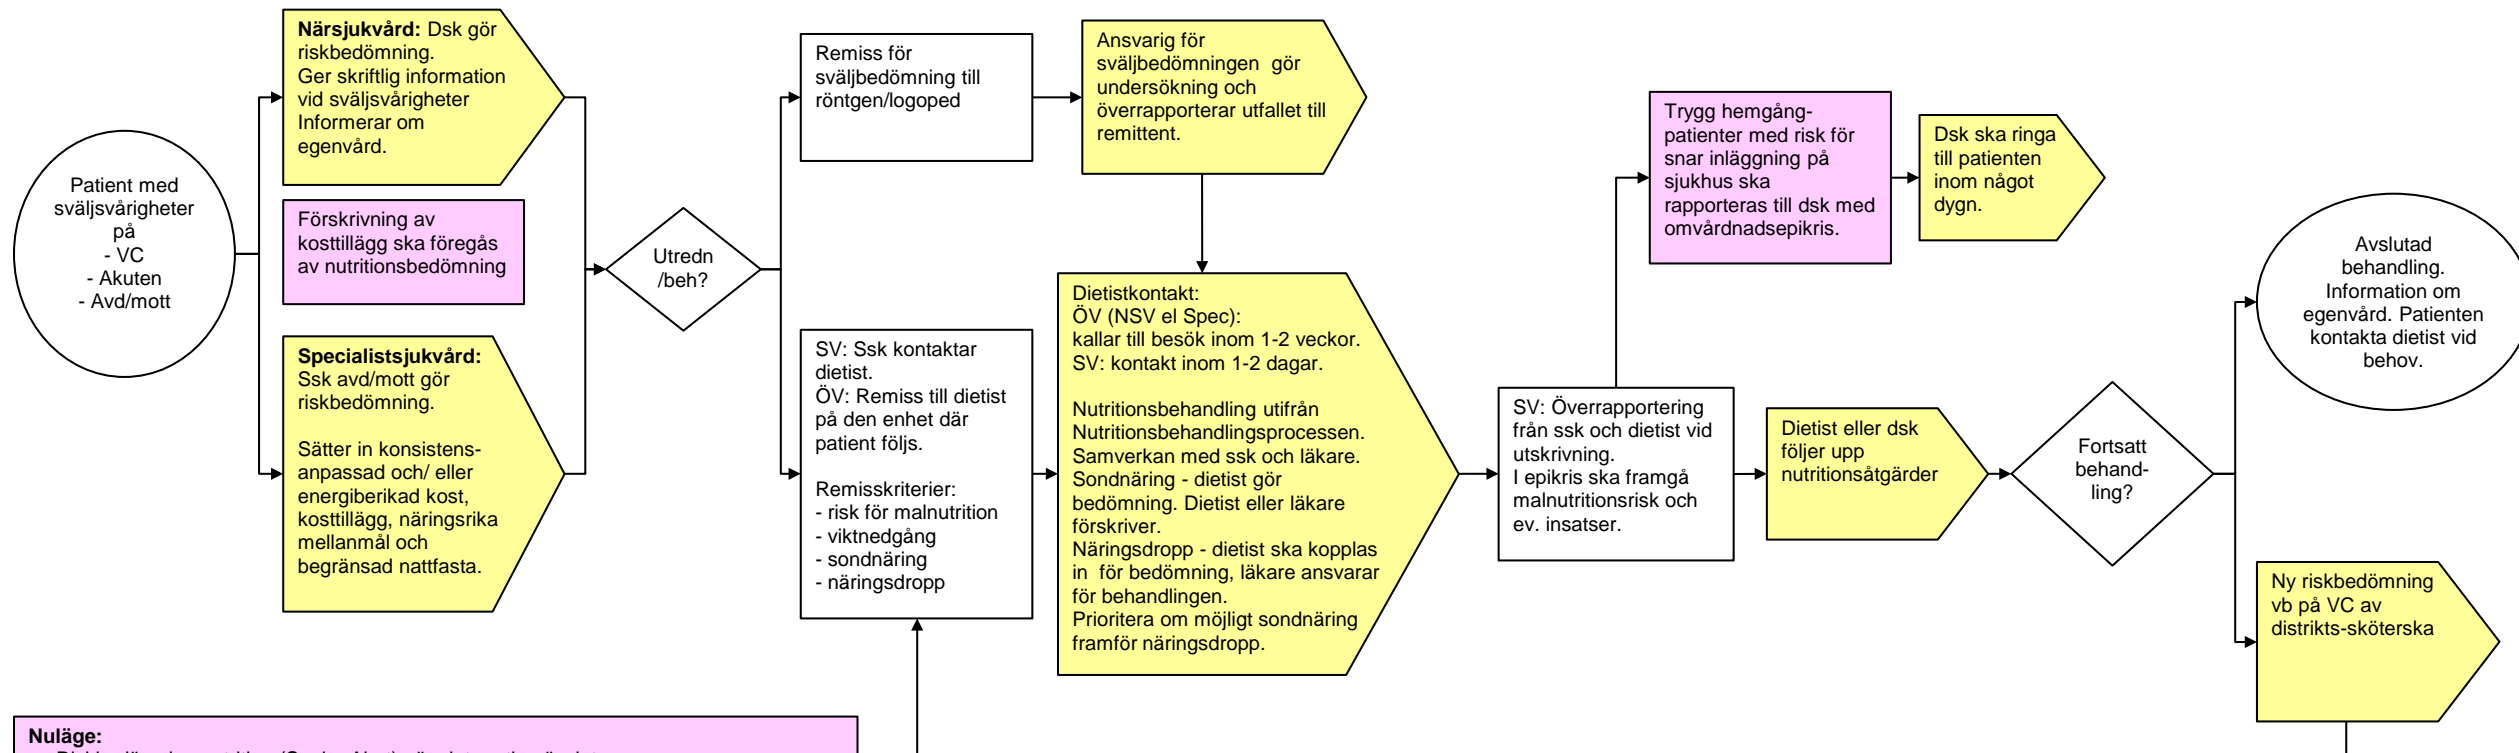 Patient med
sväljsvårigheter
på
- VC
- Akuten
- Avd/mott
Närsjukvård: Dsk gör
riskbedömning.
Ger skriftlig information
vid sväljsvårigheter
Informerar om
egenvård.
Förskrivning av
kosttillägg ska föregås
av nutritionsbedömning
Specialistsjukvård:
Ssk avd/mott gör
riskbedömning.
Sätter in konsistens-
anpassad och/ eller
energiberikad kost,
kosttillägg, näringsrika
mellanmål och
begränsad nattfasta.
Utredn
/beh?
Remiss för
sväljbedömning till
röntgen/logoped
Ansvarig för
sväljbedömningen gör
undersökning och
överrapporterar utfallet till
remittent.
SV: Ssk kontaktar
dietist.
ÖV: Remiss till dietist
på den enhet där
patient följs.
Remisskriterier:
- risk för malnutrition
- viktnedgång
- sondnäring
- näringsdropp
Dietistkontakt:
ÖV (NSV el Spec):
kallar till besök inom 1-2 veckor.
SV: kontakt inom 1-2 dagar.
Nutritionsbehandling utifrån
Nutritionsbehandlingsprocessen.
Samverkan med ssk och läkare.
Sondnäring - dietist gör
bedömning. Dietist eller läkare
förskriver.
Näringsdropp - dietist ska kopplas
in för bedömning, läkare ansvarar
för behandlingen.
Prioritera om möjligt sondnäring
framför näringsdropp.
SV: Överrapportering
från ssk och dietist vid
utskrivning.
I epikris ska framgå
malnutritionsrisk och
ev. insatser.
Trygg hemgång-
patienter med risk för
snar inläggning på
sjukhus ska
rapporteras till dsk med
omvårdnadsepikris.
Dsk ska ringa
till patienten
inom något
dygn.
Dietist eller dsk
följer upp
nutritionsåtgärder
Fortsatt
behand-
ling?
Avslutad
behandling.
Information om
egenvård. Patienten
kontakta dietist vid
behov.
Ny riskbedömning
vb på VC av
distrikts-sköterska
Nuläge: